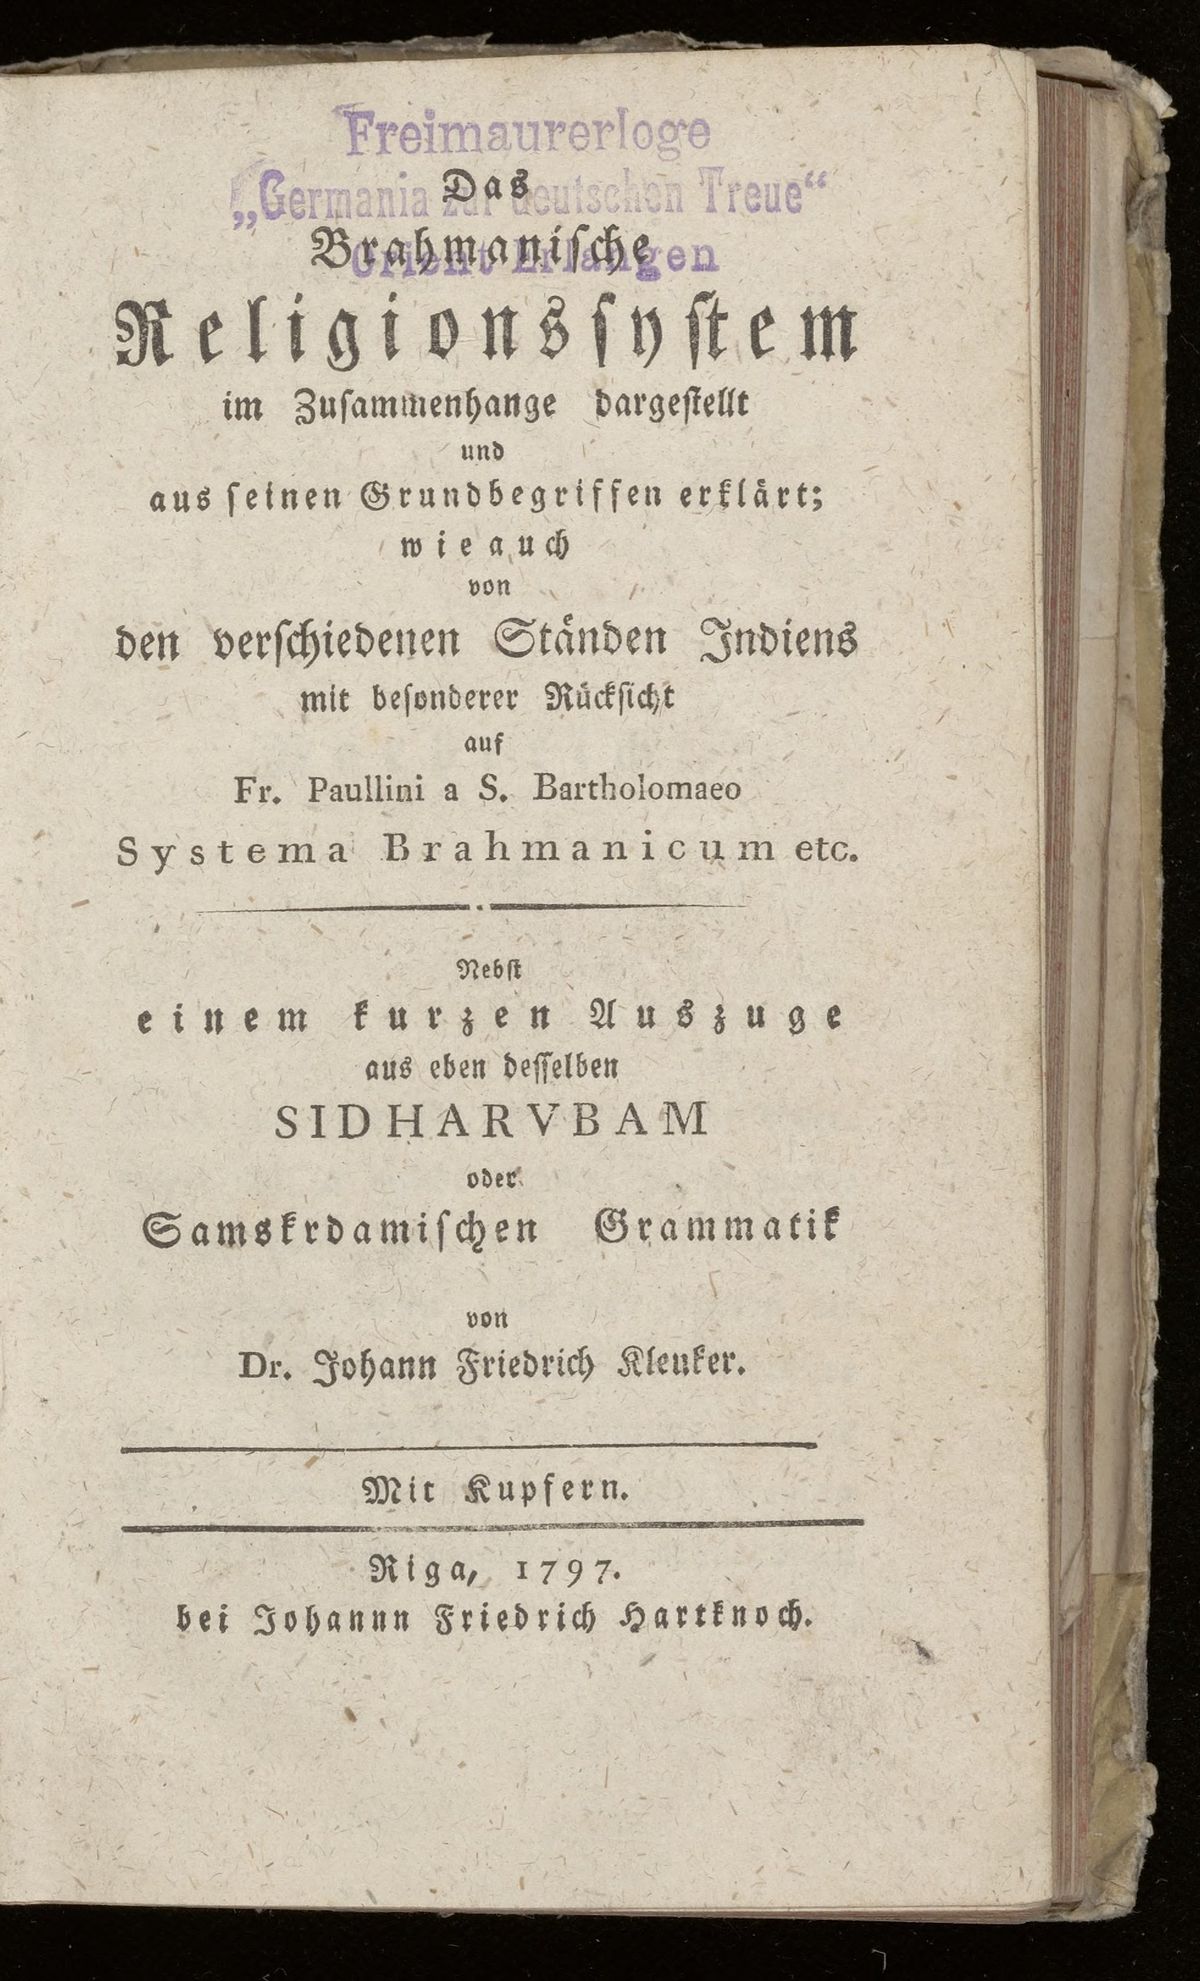 Freimaurerloge
„Germania zur deutschen Treue“
Orient Erlangen
Das
Brahmaniſche
Religionsſyſtem
im Zuſammenhange dargeſtellt
und
aus ſeinen Grundbegriffen erklärt;
wie auch
von
den verſchiedenen Ständen Indiens
mit beſonderer Rückſicht
auf
Fr. Paullini a S. Bartholomaeo
Systema Brahmanicum etc.
Nebſt
einem kurzen Auszuge
aus eben deſſelben
SIDHARVBAM
oder
Samskrdamiſchen Grammatik
von
Dr. Johann Friedrich Kleuker.
Mit Kupfern.
Riga, 1797.
bei Johannn Friedrich Hartknoch.